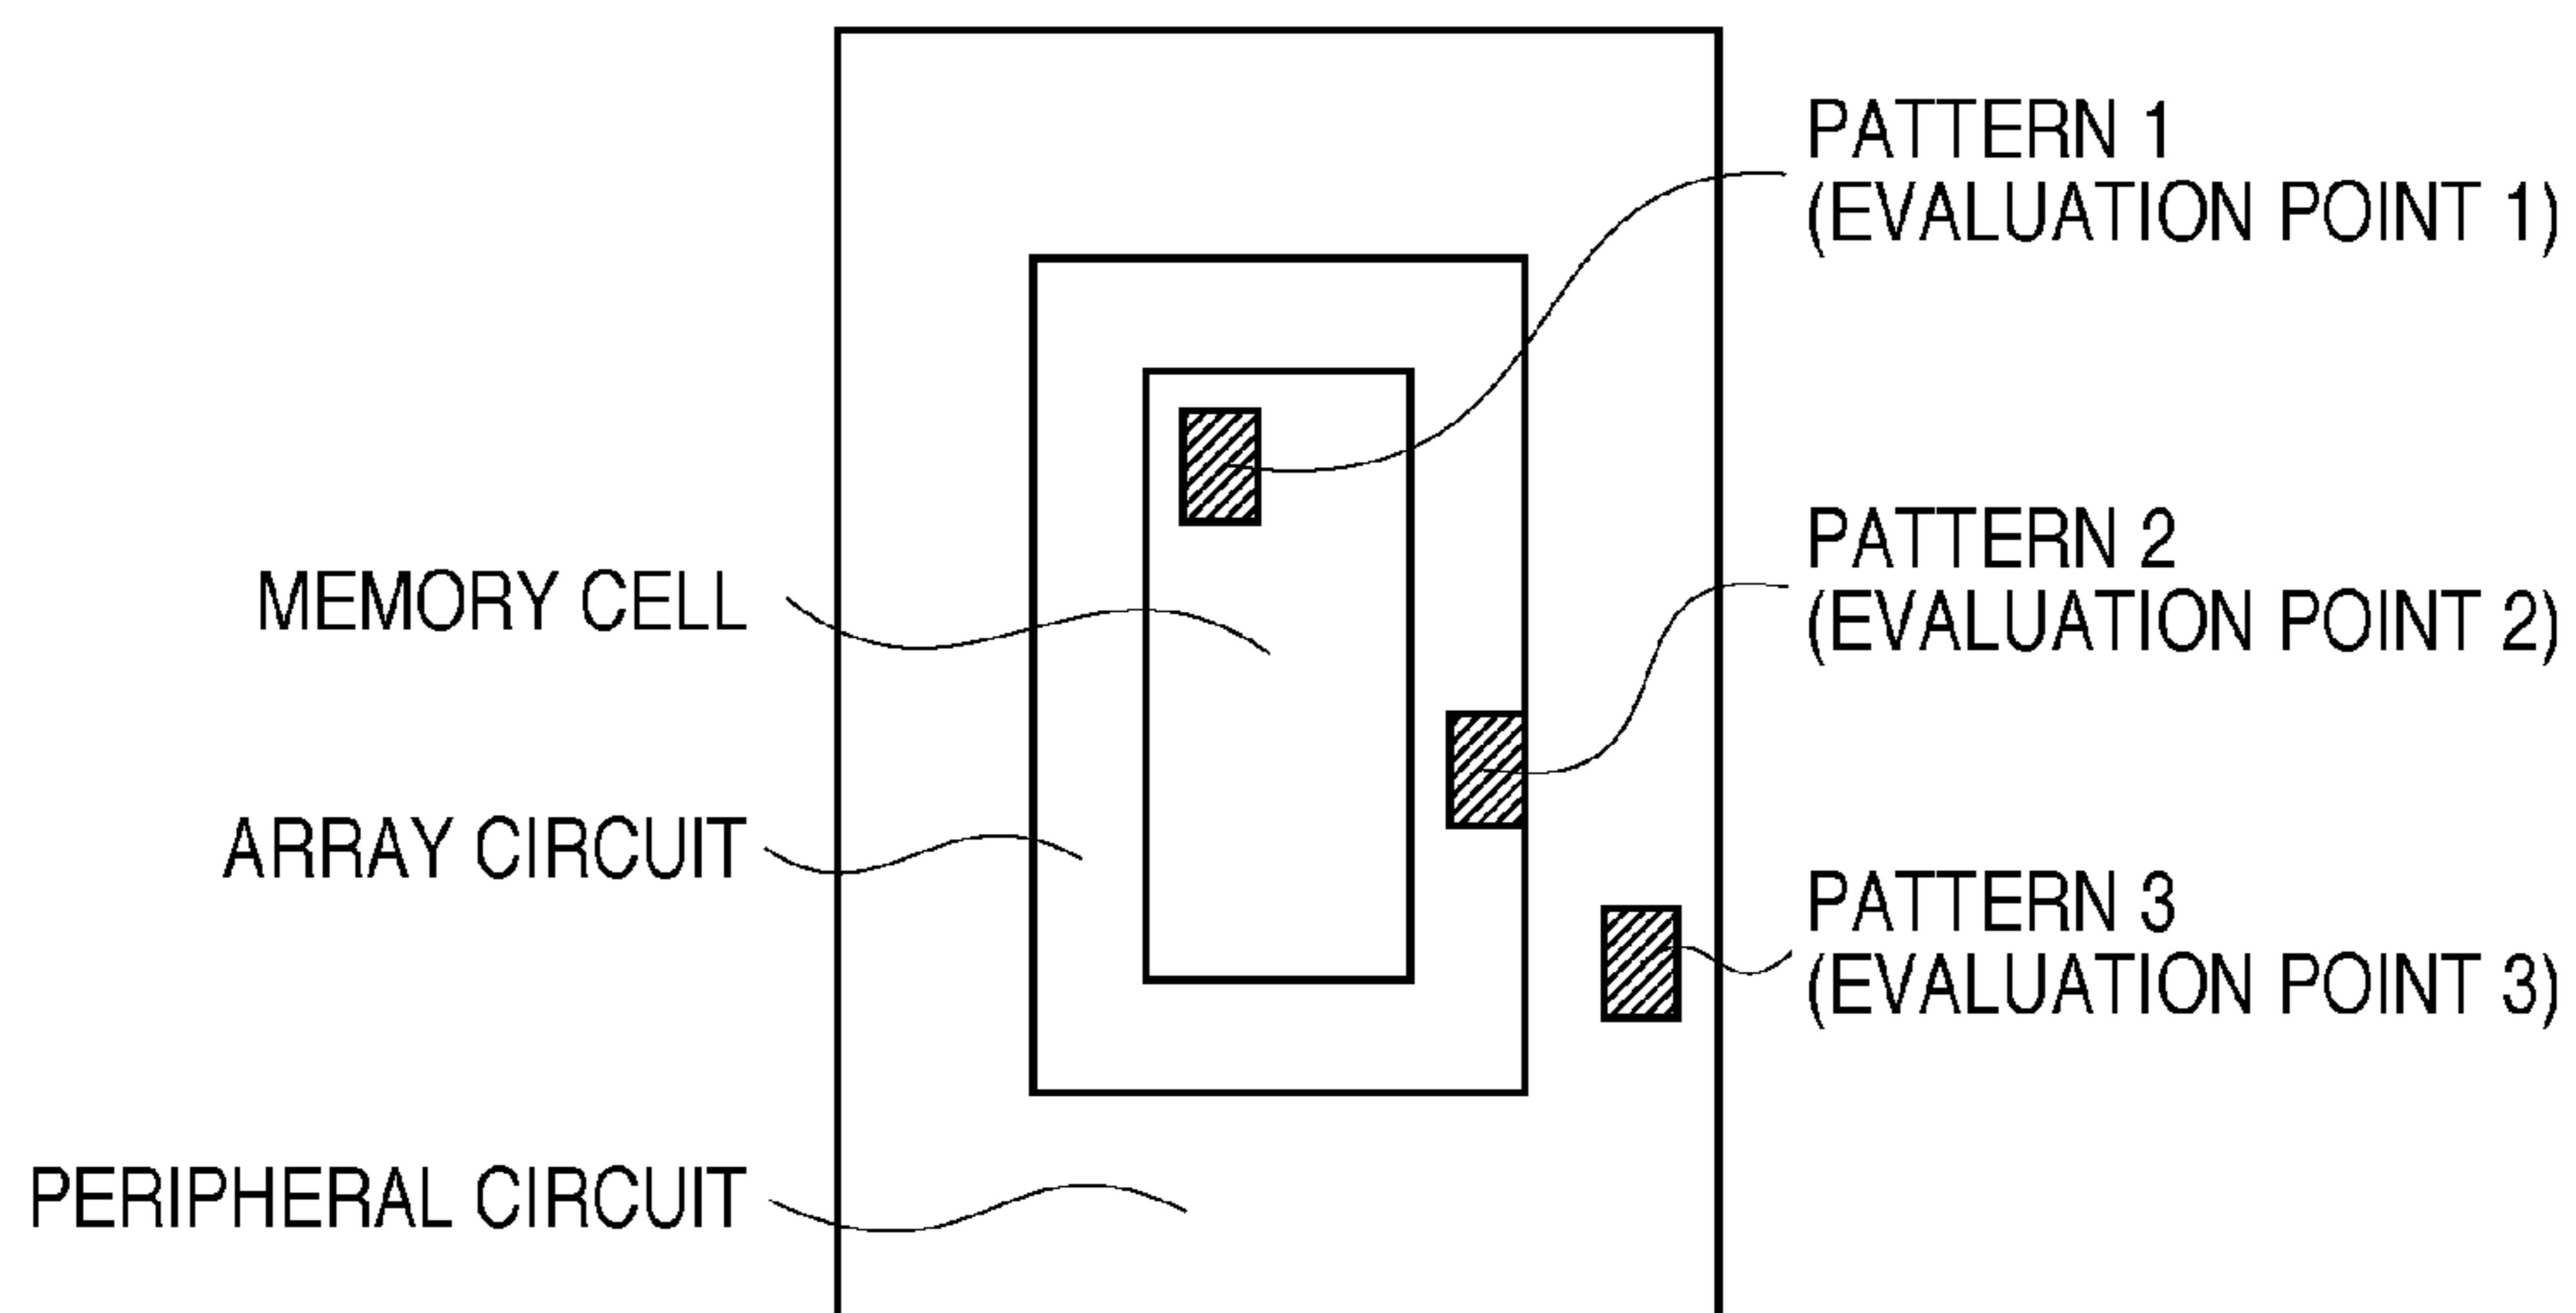 PATTERN 1
(EVALUATION POINT 1)
PATTERN 2
(EVALUATION POINT 2)
MEMORY CELL
ARRAY CIRCUIT
PATTERN 3
(EVALUATION POINT 3)
PERIPHERAL CIRCUIT